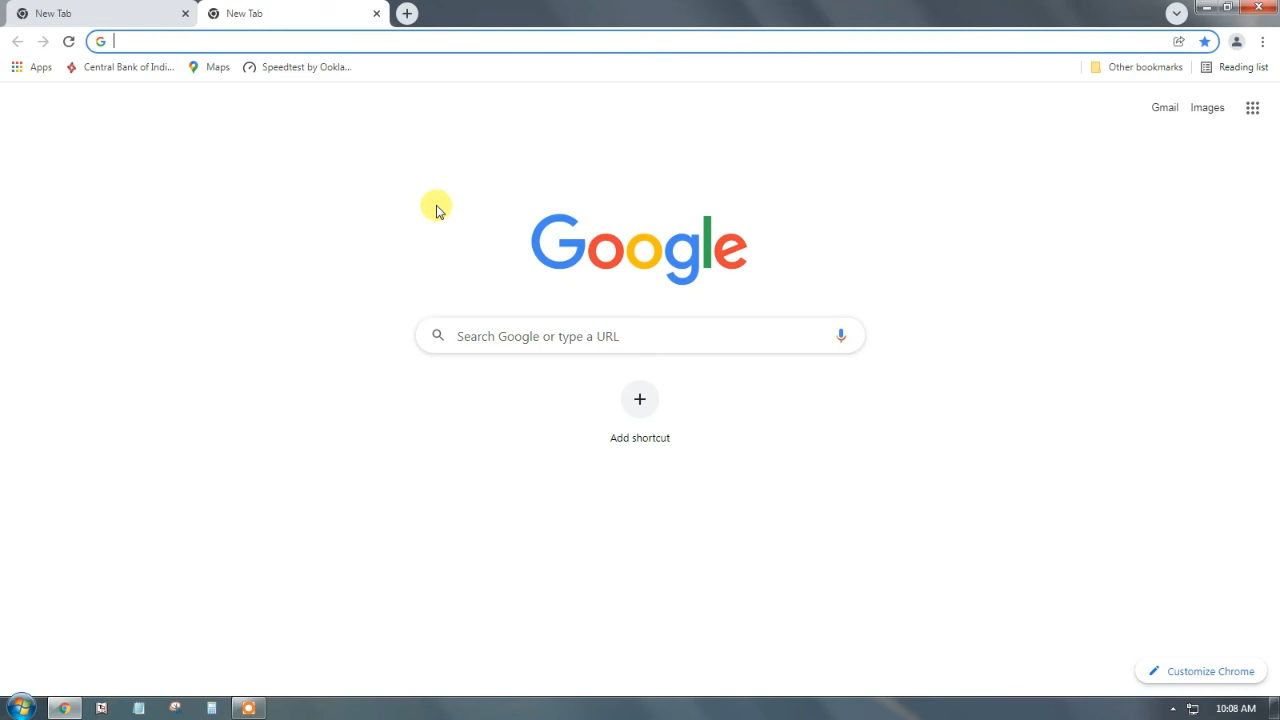 New Tab
New Tab
Apps
Central Bank of Indi...
Maps
Speedtest by Ookla...
Other bookmarks
Reading list
Gmail
Images
Google
Search Google or type a URL
Add shortcut
Customize Chrome
10:08 AM